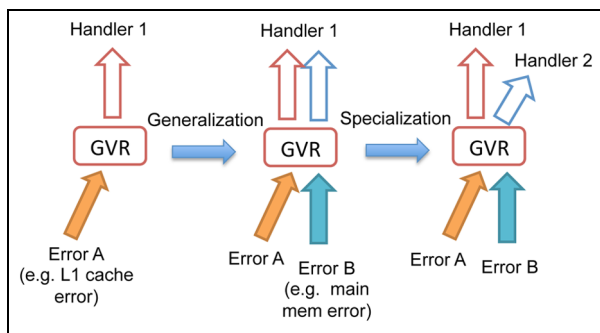 Handler 1
Handler 1
Handler 1
Handler 2
Generalization
Specialization
GVR
GVR
GVR
Error A
(e.g. L1 cache
error)
Error A
Error B
(e.g. main
mem error)
Error A
Error B